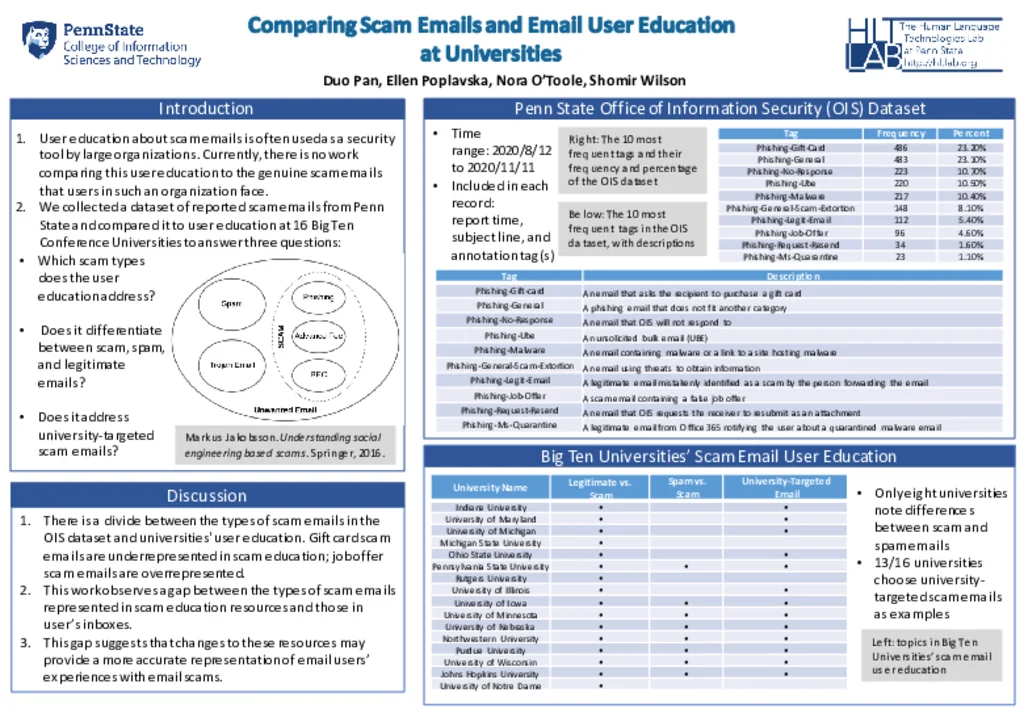 PennState
College of Information
Sciences and Technology
Comparing Scam Emails and Email User Education
at Universities
Duo Pan, Ellen Poplavska, Nora O'Toole, Shomir Wilson
HLT
LAB
The Human Language
Technologies Lab
at Penn State
Introduction
1. User education about scam emails is often used as a security
tool by large organizations. Currently, there is no work
comparing this user education to the genuine scam emails
that users in such an organization face.
2. We collected a dataset of reported scam emails from Penn
State and compared it to user education at 16 Big Ten
Conference Universities to answer three questions:
• Which scam types
does the user
education address?
• Does it differentiate
between scam, spam,
and legitimate
emails?
• Does it address
university-targeted
scam emails?
Spam
Trojan Email
SCAM
Phishing
Advance Fee
BEC
Unwanted Email
Markus Jakobsson. Understanding social
engineering based scams. Springer, 2016.
Discussion
1. There is a divide between the types of scam emails in the
OIS dataset and universities' user education. Gift card scam
emails are underrepresented in scam education; job offer
scam emails are overrepresented.
2. This work observes a gap between the types of scam emails
represented in scam education resources and those in
user's inboxes.
3. This gap suggests that changes to these resources may
provide a more accurate representation of email users'
experiences with email scams.
Penn State Office of Information Security (OIS) Dataset
• Time
range: 2020/8/12
to 2020/11/11
• Included in each
record:
report time,
subject line, and
annotation tag(s)
Right: The 10 most
frequent tags and their
frequency and percentage
of the OIS dataset
Below: The 10 most
frequent tags in the OIS
dataset, with descriptions
Tag Frequency Percent
Phishing-Gift-Card 486 23.20%
Phishing-General 483 23.10%
Phishing-No-Response 223 10.70%
Phishing-Ube 220 10.50%
Phishing-Malware 217 10.40%
Phishing-General-Scam-Extortion 148 8.10%
Phishing-Legit-Email 112 5.40%
Phishing-Job-Offer 96 4.60%
Phishing-Request-Resend 34 1.60%
Phishing-Ms-Quarantine 23 1.10%
Tag Description
Phishing-Gift-card An email that asks the recipient to purchase a gift card
Phishing-General A phishing email that does not fit another category
Phishing-No-Response An email that OIS will not respond to
Phishing-Ube An unsolicited bulk email (UBE)
Phishing-Malware An email containing malware or a link to a site hosting malware
Phishing-General-Scam-Extortion An email using threats to obtain information
Phishing-Legit-Email A legitimate email mistakenly identified as a scam by the person forwarding the email
Phishing-Job-Offer A scam email containing a false job offer
Phishing-Request-Resend An email that OIS requests the receiver to resubmit as an attachment
Phishing-Ms-Quarantine A legitimate email from Office 365 notifying the user about a quarantined malware email
Big Ten Universities' Scam Email User Education
University Name Legitimate vs. Scam Spam vs. Scam University-Targeted Email
Indiana University • •
University of Maryland • •
University of Michigan • •
Michigan State University •
Ohio State University • •
Pennsylvania State University • • •
Rutgers University •
University of Illinois • •
University of Iowa • • •
University of Minnesota • • •
University of Nebraska • • •
Northwestern University • • •
Purdue University • • •
University of Wisconsin • • •
Johns Hopkins University • • •
University of Notre Dame •
• Only eight universities
note differences
between scam and
spam emails
• 13/16 universities
choose university-
targeted scam emails
as examples
Left: topics in Big Ten
Universities' scam email
user education